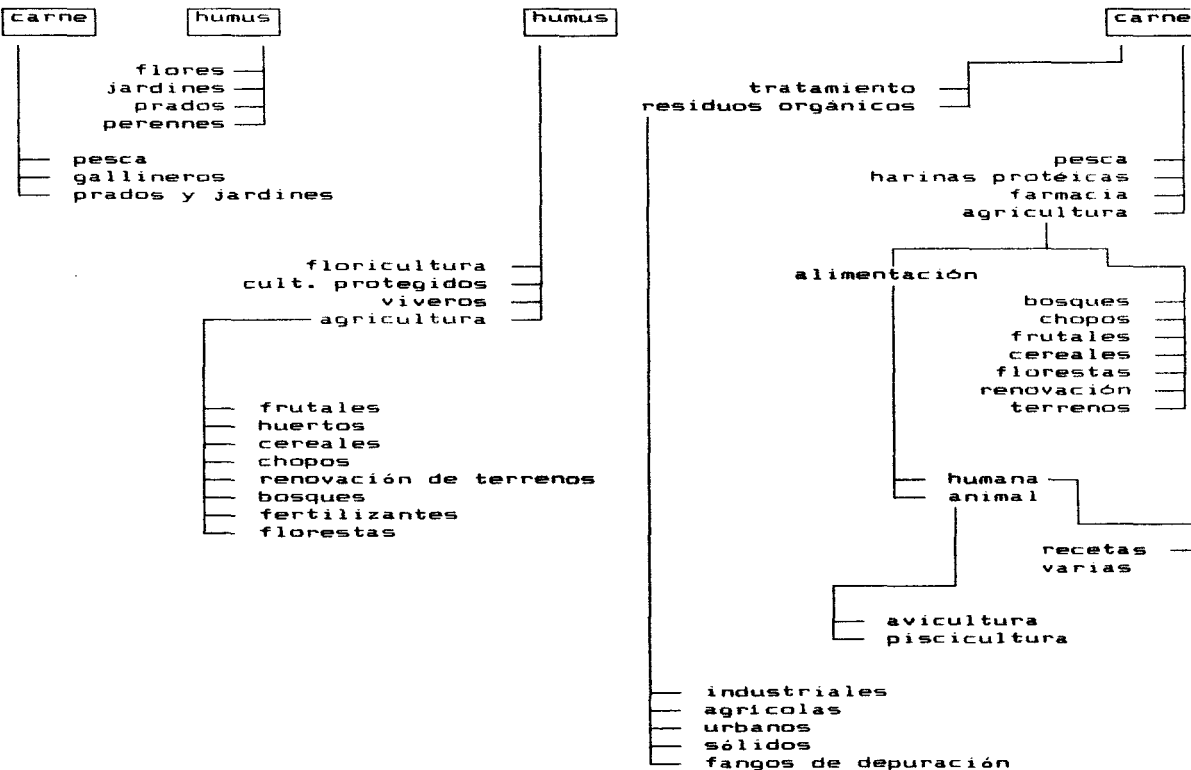 carne
humus
humus
carne
flores
jardines
prados
perennes
pesca
gallineros
prados y jardines
floricultura
cult. protegidos
viveros
agricultura
frutales
huertos
cereales
chopos
renovación de terrenos
bosques
fertilizantes
florestas
tratamiento
residuos orgánicos
pesca
harinas protéicas
farmacia
agricultura
alimentación
bosques
chopos
frutales
cereales
florestas
renovación
terrenos
humana
animal
recetas
varias
avicultura
piscicultura
industriales
agrícolas
urbanos
sólidos
fangos de depuración